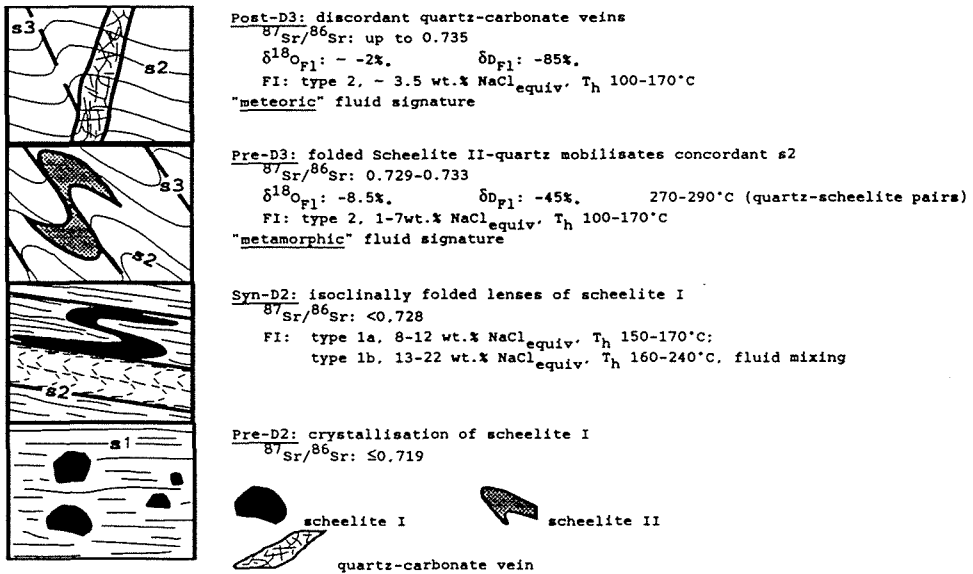 s3
s2
Post-D3: discordant quartz-carbonate veins
87Sr/86Sr: up to 0.735
δ18OFl: ~ -2‰. δDFl: -85‰.
FI: type 2, ~ 3.5 wt.% NaClequiv, Th 100-170°C
"meteoric" fluid signature
s3
s2
Pre-D3: folded Scheelite II-quartz mobilisates concordant s2
87Sr/86Sr: 0.729-0.733
δ18OFl: -8.5‰. δDFl: -45‰. 270-290°C (quartz-scheelite pairs)
FI: type 2, 1-7wt.% NaClequiv, Th 100-170°C
"metamorphic" fluid signature
s2
Syn-D2: isoclinally folded lenses of scheelite I
87Sr/86Sr: <0.728
FI: type 1a, 8-12 wt.% NaClequiv, Th 150-170°C;
type 1b, 13-22 wt.% NaClequiv, Th 160-240°C, fluid mixing
s1
Pre-D2: crystallisation of scheelite I
87Sr/86Sr: ≤0.719
scheelite I
scheelite II
quartz-carbonate vein